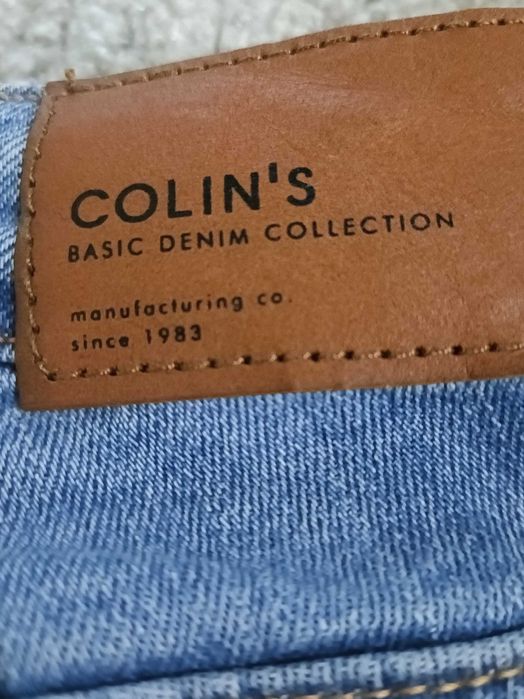 COLIN'S
BASIC DENIM COLLECTION
manufacturing co.
since 1983